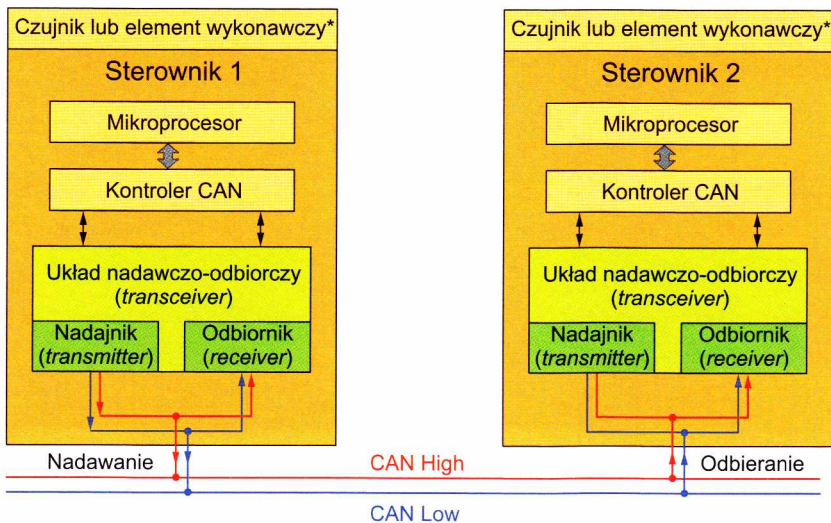 Czujnik lub element wykonawczy*
Sterownik 1
Mikroprocesor
Kontroler CAN
Układ nadawczo-odbiorczy
(transceiver)
Nadajnik
(transmitter)
Odbiornik
(receiver)
Nadawanie
Czujnik lub element wykonawczy*
Sterownik 2
Mikroprocesor
Kontroler CAN
Układ nadawczo-odbiorczy
(transceiver)
Nadajnik
(transmitter)
Odbiornik
(receiver)
Odbieranie
CAN High
CAN Low